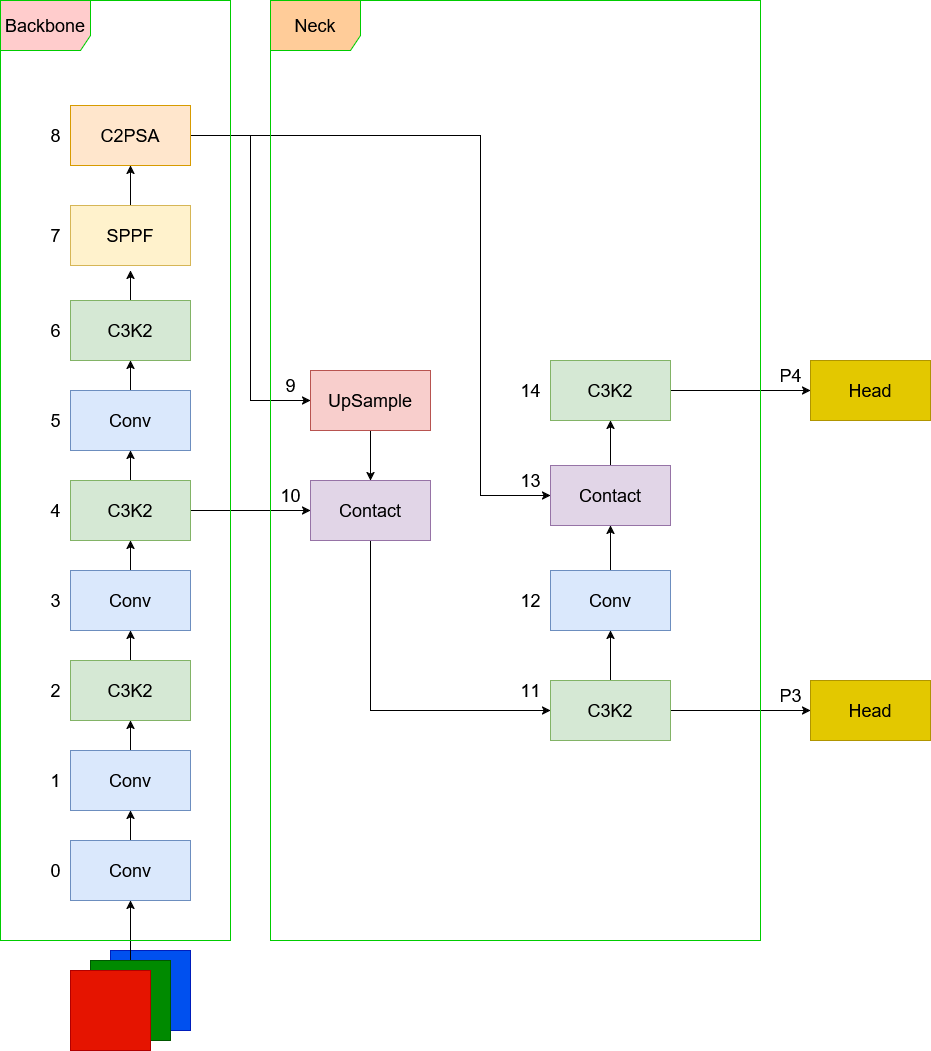 Backbone
Neck
8
C2PSA
7
SPPF
6
C3K2
5
Conv
4
C3K2
3
Conv
2
C3K2
1
Conv
0
Conv
9
UpSample
10
Contact
14
C3K2
13
Contact
12
Conv
11
C3K2
P4
Head
P3
Head